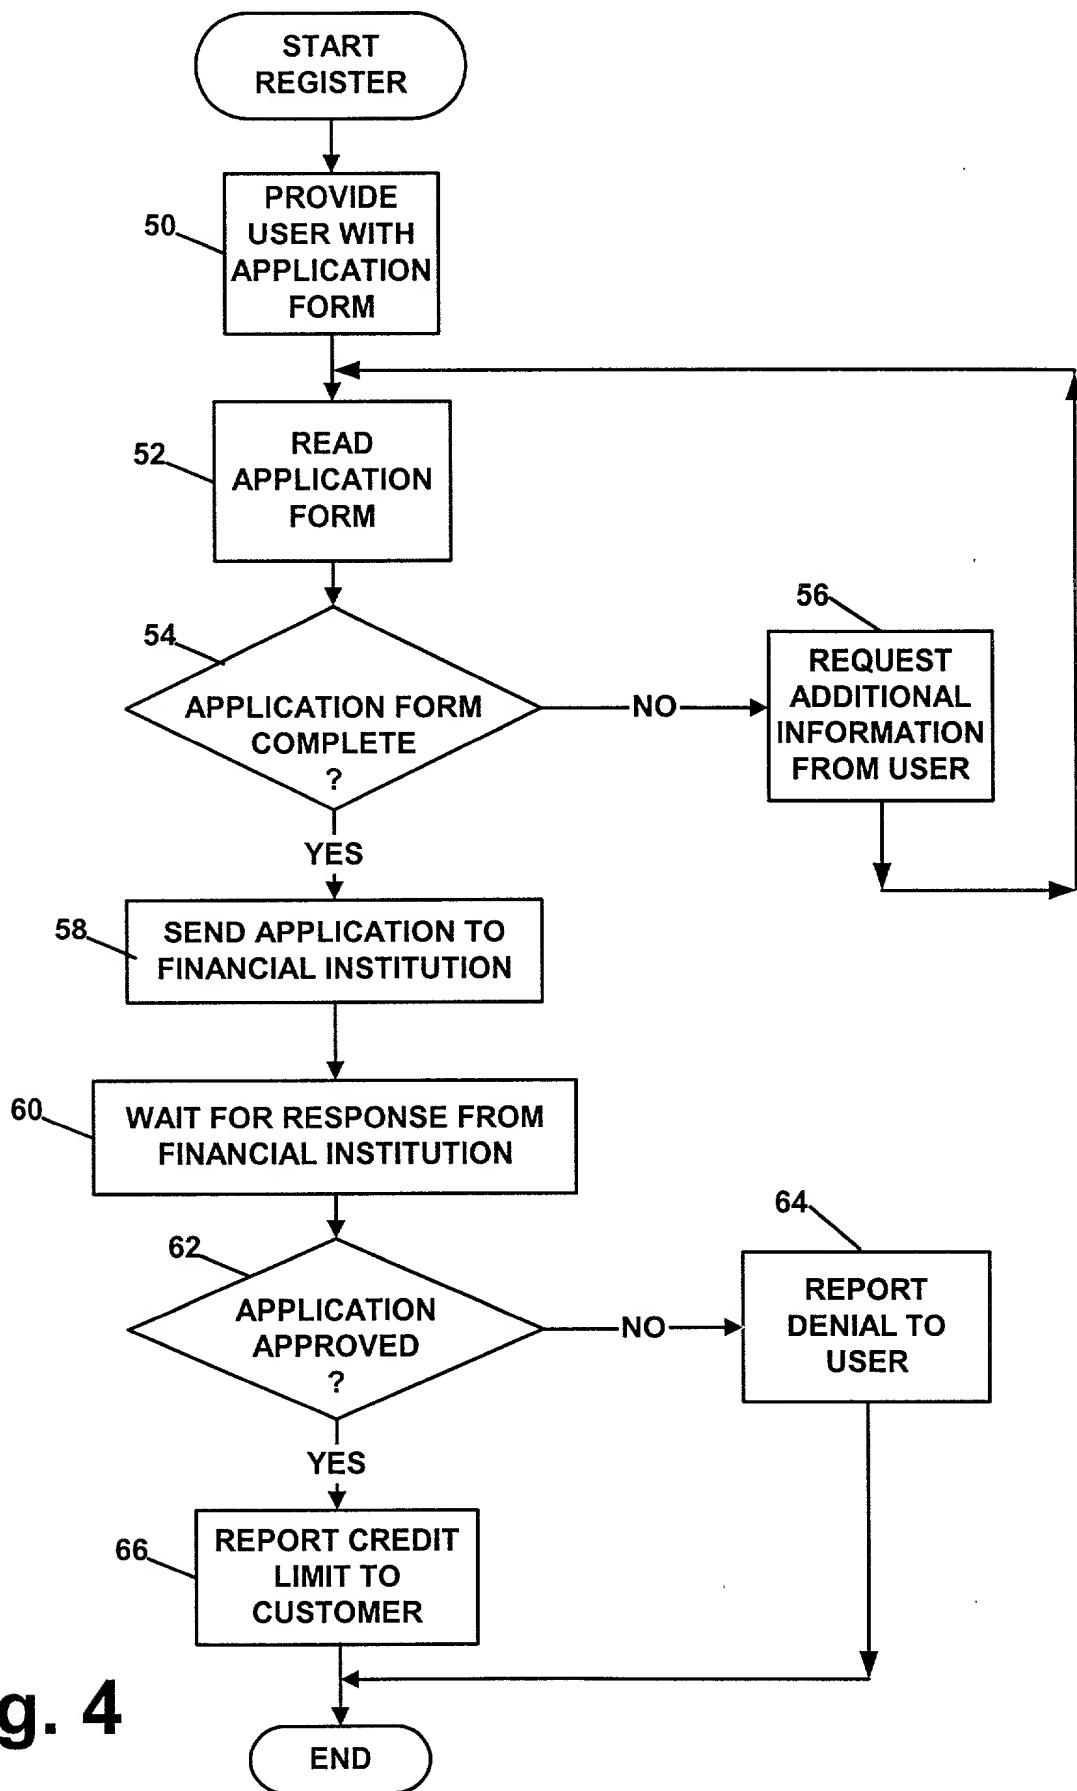 START
REGISTER
50
PROVIDE
USER WITH
APPLICATION
FORM
52
READ
APPLICATION
FORM
54
APPLICATION FORM
COMPLETE
?
NO
56
REQUEST
ADDITIONAL
INFORMATION
FROM USER
YES
58
SEND APPLICATION TO
FINANCIAL INSTITUTION
60
WAIT FOR RESPONSE FROM
FINANCIAL INSTITUTION
62
APPLICATION
APPROVED
?
NO
64
REPORT
DENIAL TO
USER
YES
66
REPORT CREDIT
LIMIT TO
CUSTOMER
g. 4
END